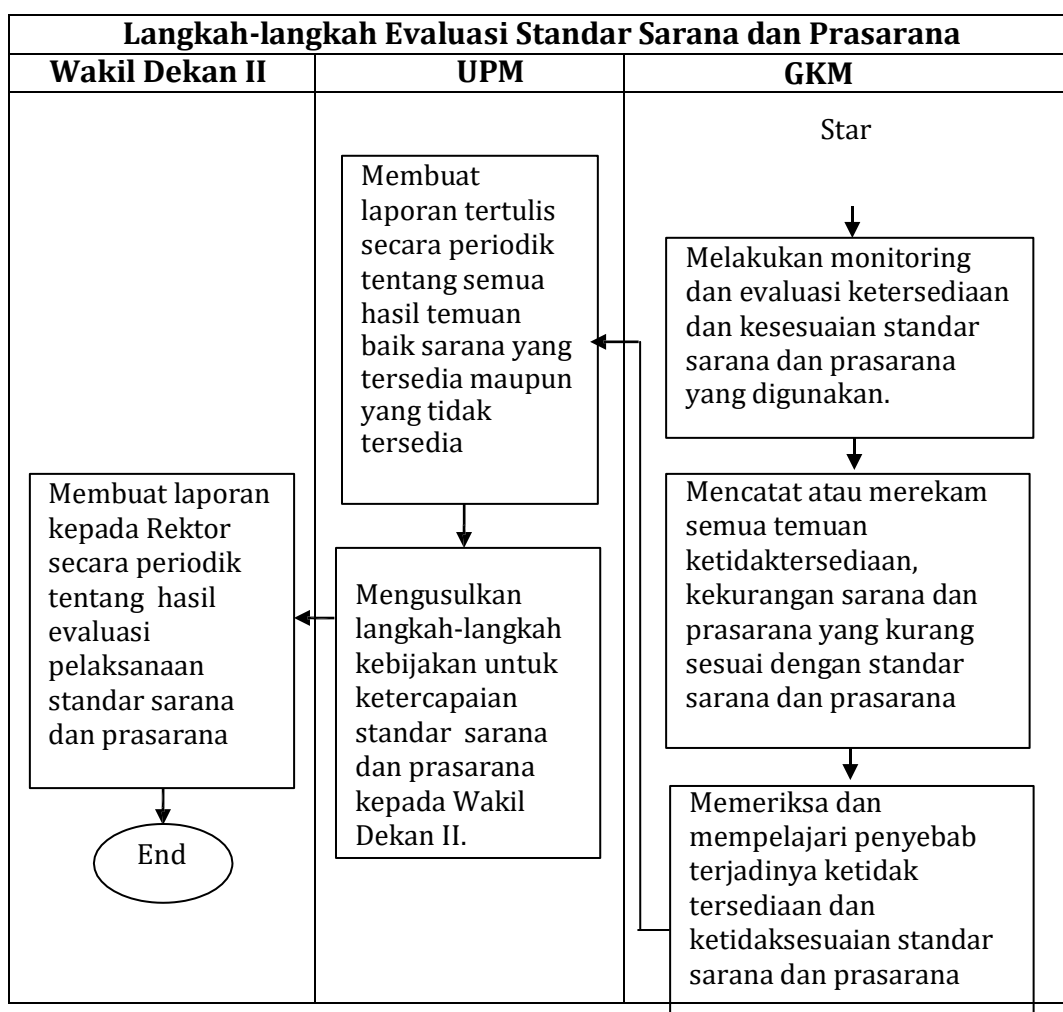 Langkah-langkah Evaluasi Standar Sarana dan Prasarana
Wakil Dekan II
UPM
GKM
Star
Melakukan monitoring
dan evaluasi ketersediaan
dan kesesuaian standar
sarana dan prasarana
yang digunakan.
Mencatat atau merekam
semua temuan
ketidaktersediaan,
kekurangan sarana dan
prasarana yang kurang
sesuai dengan standar
sarana dan prasarana
Memeriksa dan
mempelajari penyebab
terjadinya ketidak
tersediaan dan
ketidaksesuaian standar
sarana dan prasarana
Membuat
laporan tertulis
secara periodik
tentang semua
hasil temuan
baik sarana yang
tersedia maupun
yang tidak
tersedia
Mengusulkan
langkah-langkah
kebijakan untuk
ketercapaian
standar sarana
dan prasarana
kepada Wakil
Dekan II.
Membuat laporan
kepada Rektor
secara periodik
tentang hasil
evaluasi
pelaksanaan
standar sarana
dan prasarana
End